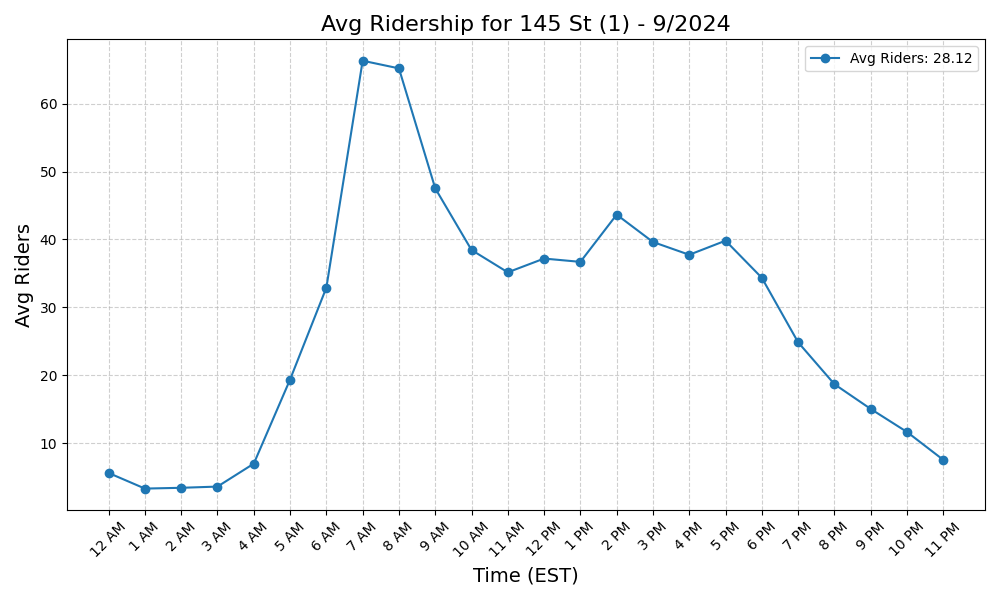 Avg Ridership for 145 St (1) - 9/2024
Avg Riders: 28.12
Avg Riders
60
50
40
30
20
10
12 AM
1 AM
2 AM
3 AM
4 AM
5 AM
6 AM
7 AM
8 AM
9 AM
10 AM
11 AM
12 PM
1 PM
2 PM
3 PM
4 PM
5 PM
6 PM
7 PM
8 PM
9 PM
10 PM
11 PM
Time (EST)